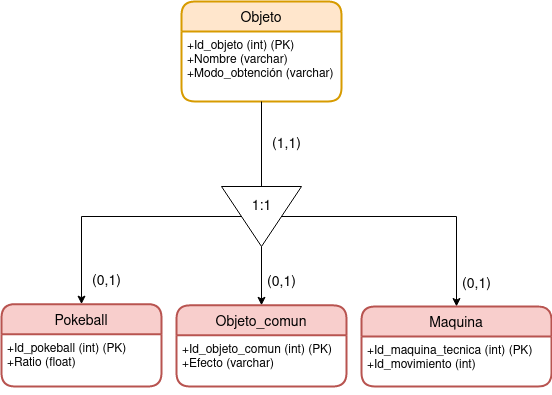 Objeto
+Id_objeto (int) (PK)
+Nombre (varchar)
+Modo_obtención (varchar)
(1,1)
1:1
(0,1)
(0,1)
(0,1)
Pokeball
+Id_pokeball (int) (PK)
+Ratio (float)
Objeto_comun
+Id_objeto_comun (int) (PK)
+Efecto (varchar)
Maquina
+Id_maquina_tecnica (int) (PK)
+Id_movimiento (int)